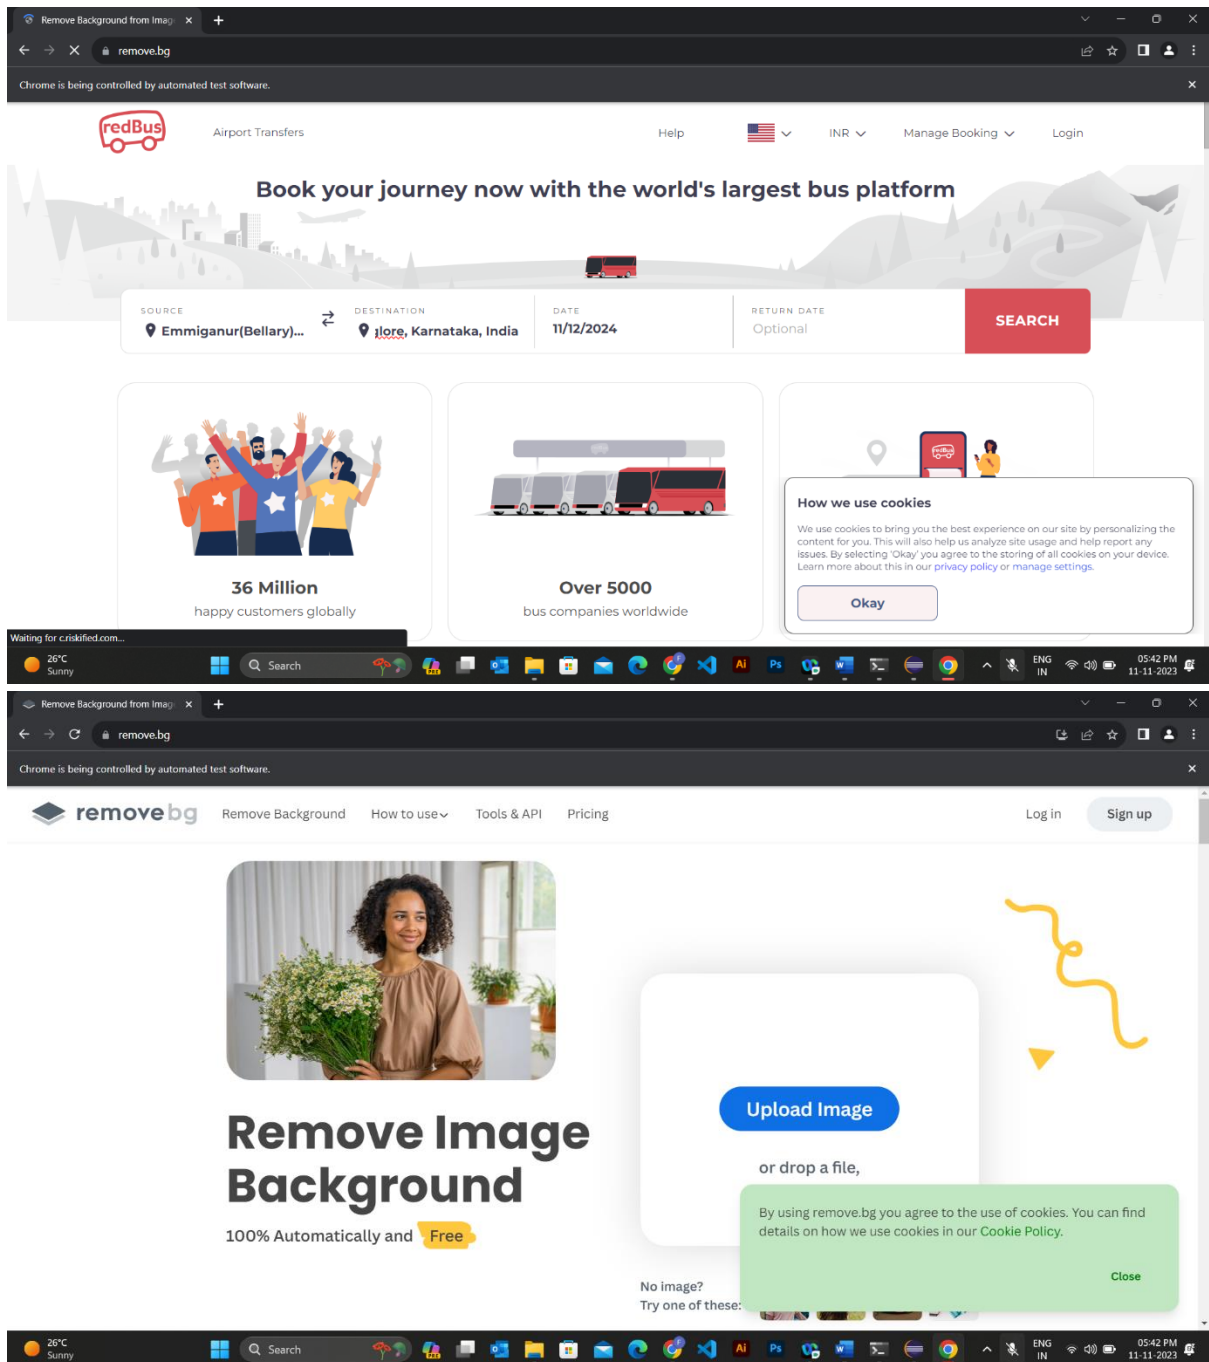 Remove Background from Imag
remove.bg
Chrome is being controlled by automated test software.
redBus
Airport Transfers
Help
INR
Manage Booking
Login
Book your journey now with the world's largest bus platform
SOURCE
Emmiganur(Bellary)...
DESTINATION
glore, Karnataka, India
DATE
11/12/2024
RETURN DATE
Optional
SEARCH
redBus
36 Million
happy customers globally
Over 5000
bus companies worldwide
How we use cookies
We use cookies to bring you the best experience on our site by personalizing the
content for you. This will also help us analyze site usage and help report any
issues. By selecting 'Okay' you agree to the storing of all cookies on your device.
Learn more about this in our privacy policy or manage settings.
Okay
Waiting for c.riskified.com...
26°C
Sunny
Search
PRE
Ai
Ps
ENG
IN
05:42 PM
11-11-2023
Remove Background from Imag
remove.bg
Chrome is being controlled by automated test software.
removebg
Remove Background
How to use
Tools & API
Pricing
Log in
Sign up
Remove Image
Background
100% Automatically and Free
Upload Image
or drop a file,
By using remove.bg you agree to the use of cookies. You can find
details on how we use cookies in our Cookie Policy.
Close
No image?
Try one of these:
26°C
Sunny
Search
PRE
Ai
Ps
ENG
IN
05:42 PM
11-11-2023